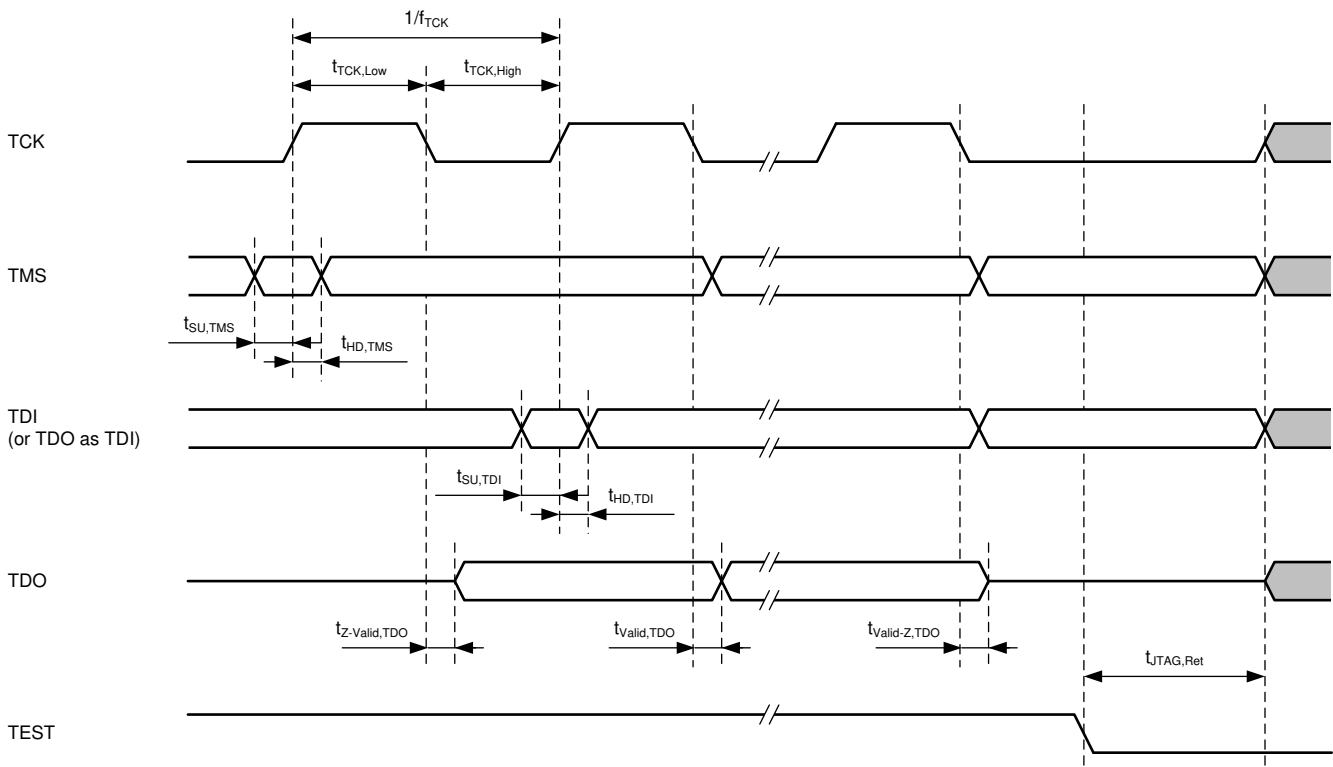 1/fTCK
tTCK,Low
tTCK,High
TCK
TMS
tSU,TMS
tHD,TMS
TDI
(or TDO as TDI)
tSU,TDI
tHD,TDI
TDO
tZ-Valid,TDO
tValid,TDO
tValid-Z,TDO
tJTAG,Ret
TEST